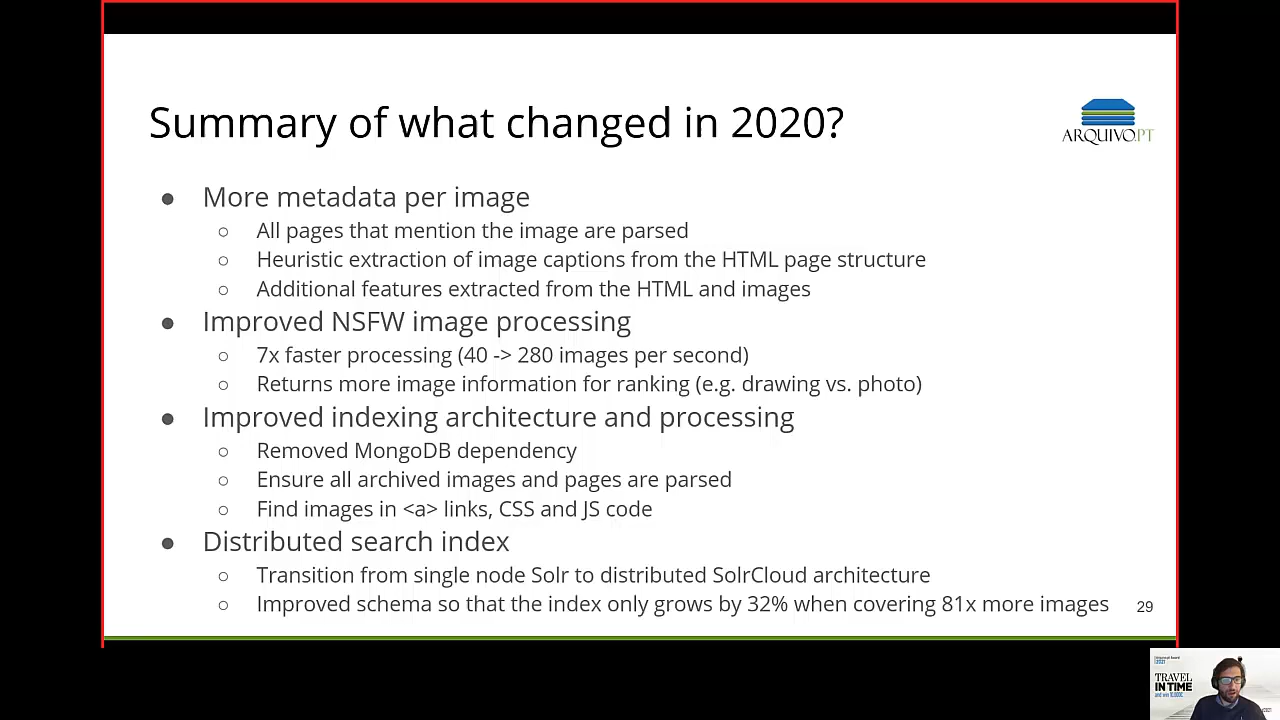 Summary of what changed in 2020?
ARQUIVO.PT
● More metadata per image
○ All pages that mention the image are parsed
○ Heuristic extraction of image captions from the HTML page structure
○ Additional features extracted from the HTML and images
● Improved NSFW image processing
○ 7x faster processing (40 -> 280 images per second)
○ Returns more image information for ranking (e.g. drawing vs. photo)
● Improved indexing architecture and processing
○ Removed MongoDB dependency
○ Ensure all archived images and pages are parsed
○ Find images in <a> links, CSS and JS code
● Distributed search index
○ Transition from single node Solr to distributed SolrCloud architecture
○ Improved schema so that the index only grows by 32% when covering 81x more images
29
TRAVEL
IN TIME